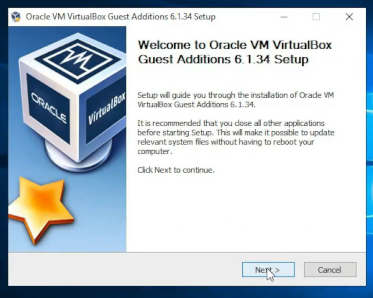 Oracle VM VirtualBox Guest Additions 6.1.34 Setup
Welcome to Oracle VM VirtualBox
Guest Additions 6.1.34 Setup
Setup will guide you through the installation of Oracle VM
VirtualBox Guest Additions 6.1.34.
It is recommended that you close all other applications
before starting Setup. This will make it possible to update
relevant system files without having to reboot your
computer.
Click Next to continue.
ORACLE
VirtualBox
Next >
Cancel